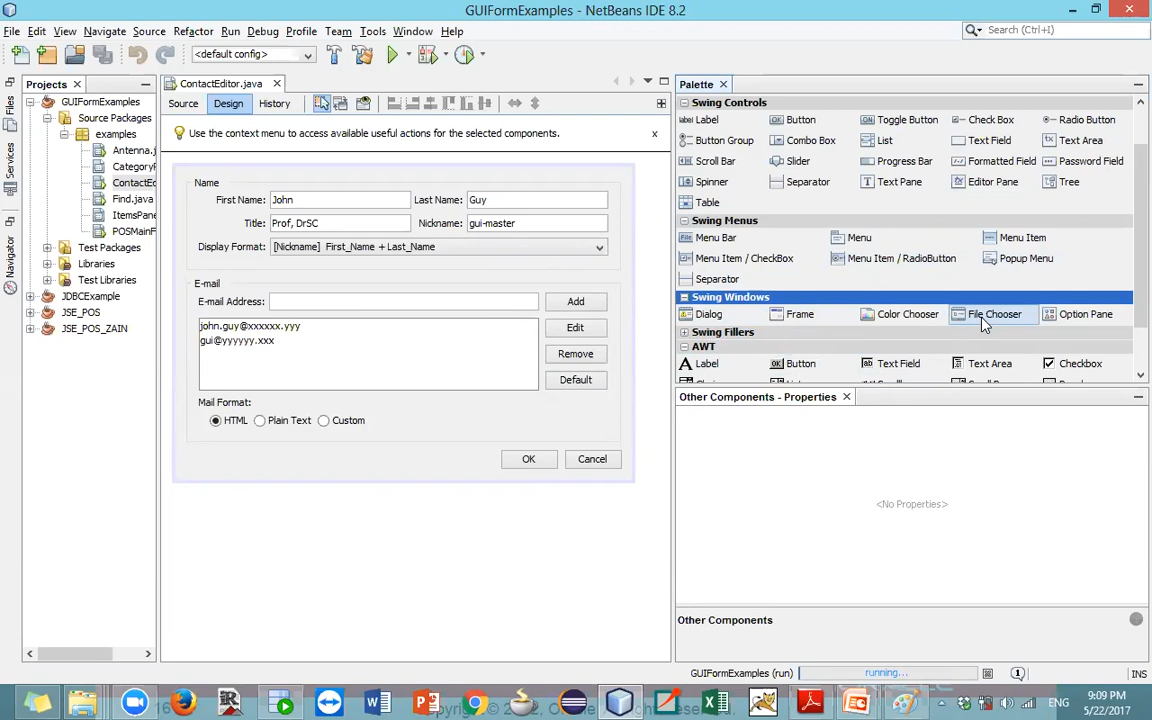 GUIFormExamples - NetBeans IDE 8.2
File Edit View Navigate Source Refactor Run Debug Profile Team Tools Window Help
Search (Ctrl+I)
<default config>
Files
Services
Navigator
Projects
GUIFormExamples
Source Packages
examples
Antenna.j
CategoryF
ContactEd
Find.java
ItemsPane
POSMainF
Test Packages
Libraries
Test Libraries
JDBCExample
JSE_POS
JSE_POS_ZAIN
ContactEditor.java
Source Design History
Use the context menu to access available useful actions for the selected components. x
Name
First Name: John Last Name: Guy
Title: Prof, DrSC Nickname: gui-master
Display Format: [Nickname] First_Name + Last_Name
E-mail
E-mail Address: Add
john.guy@xxxxxx.yyy Edit
gui@yyyyyy.xxx
Remove
Default
Mail Format:
HTML Plain Text Custom
OK Cancel
Palette
Swing Controls
Label OK Button Toggle Button Check Box Radio Button
Button Group Combo Box List Text Field Text Area
Scroll Bar Slider Progress Bar Formatted Field Password Field
Spinner Separator Text Pane Editor Pane Tree
Table
Swing Menus
Menu Bar Menu Menu Item
Menu Item / CheckBox Menu Item / RadioButton Popup Menu
Separator
Swing Windows
Dialog Frame Color Chooser File Chooser Option Pane
Swing Fillers
AWT
A Label OK Button Text Field Text Area Checkbox
Other Components - Properties
<No Properties>
Other Components
GUIFormExamples (run) running... INS
ENG 9:09 PM
5/22/2017